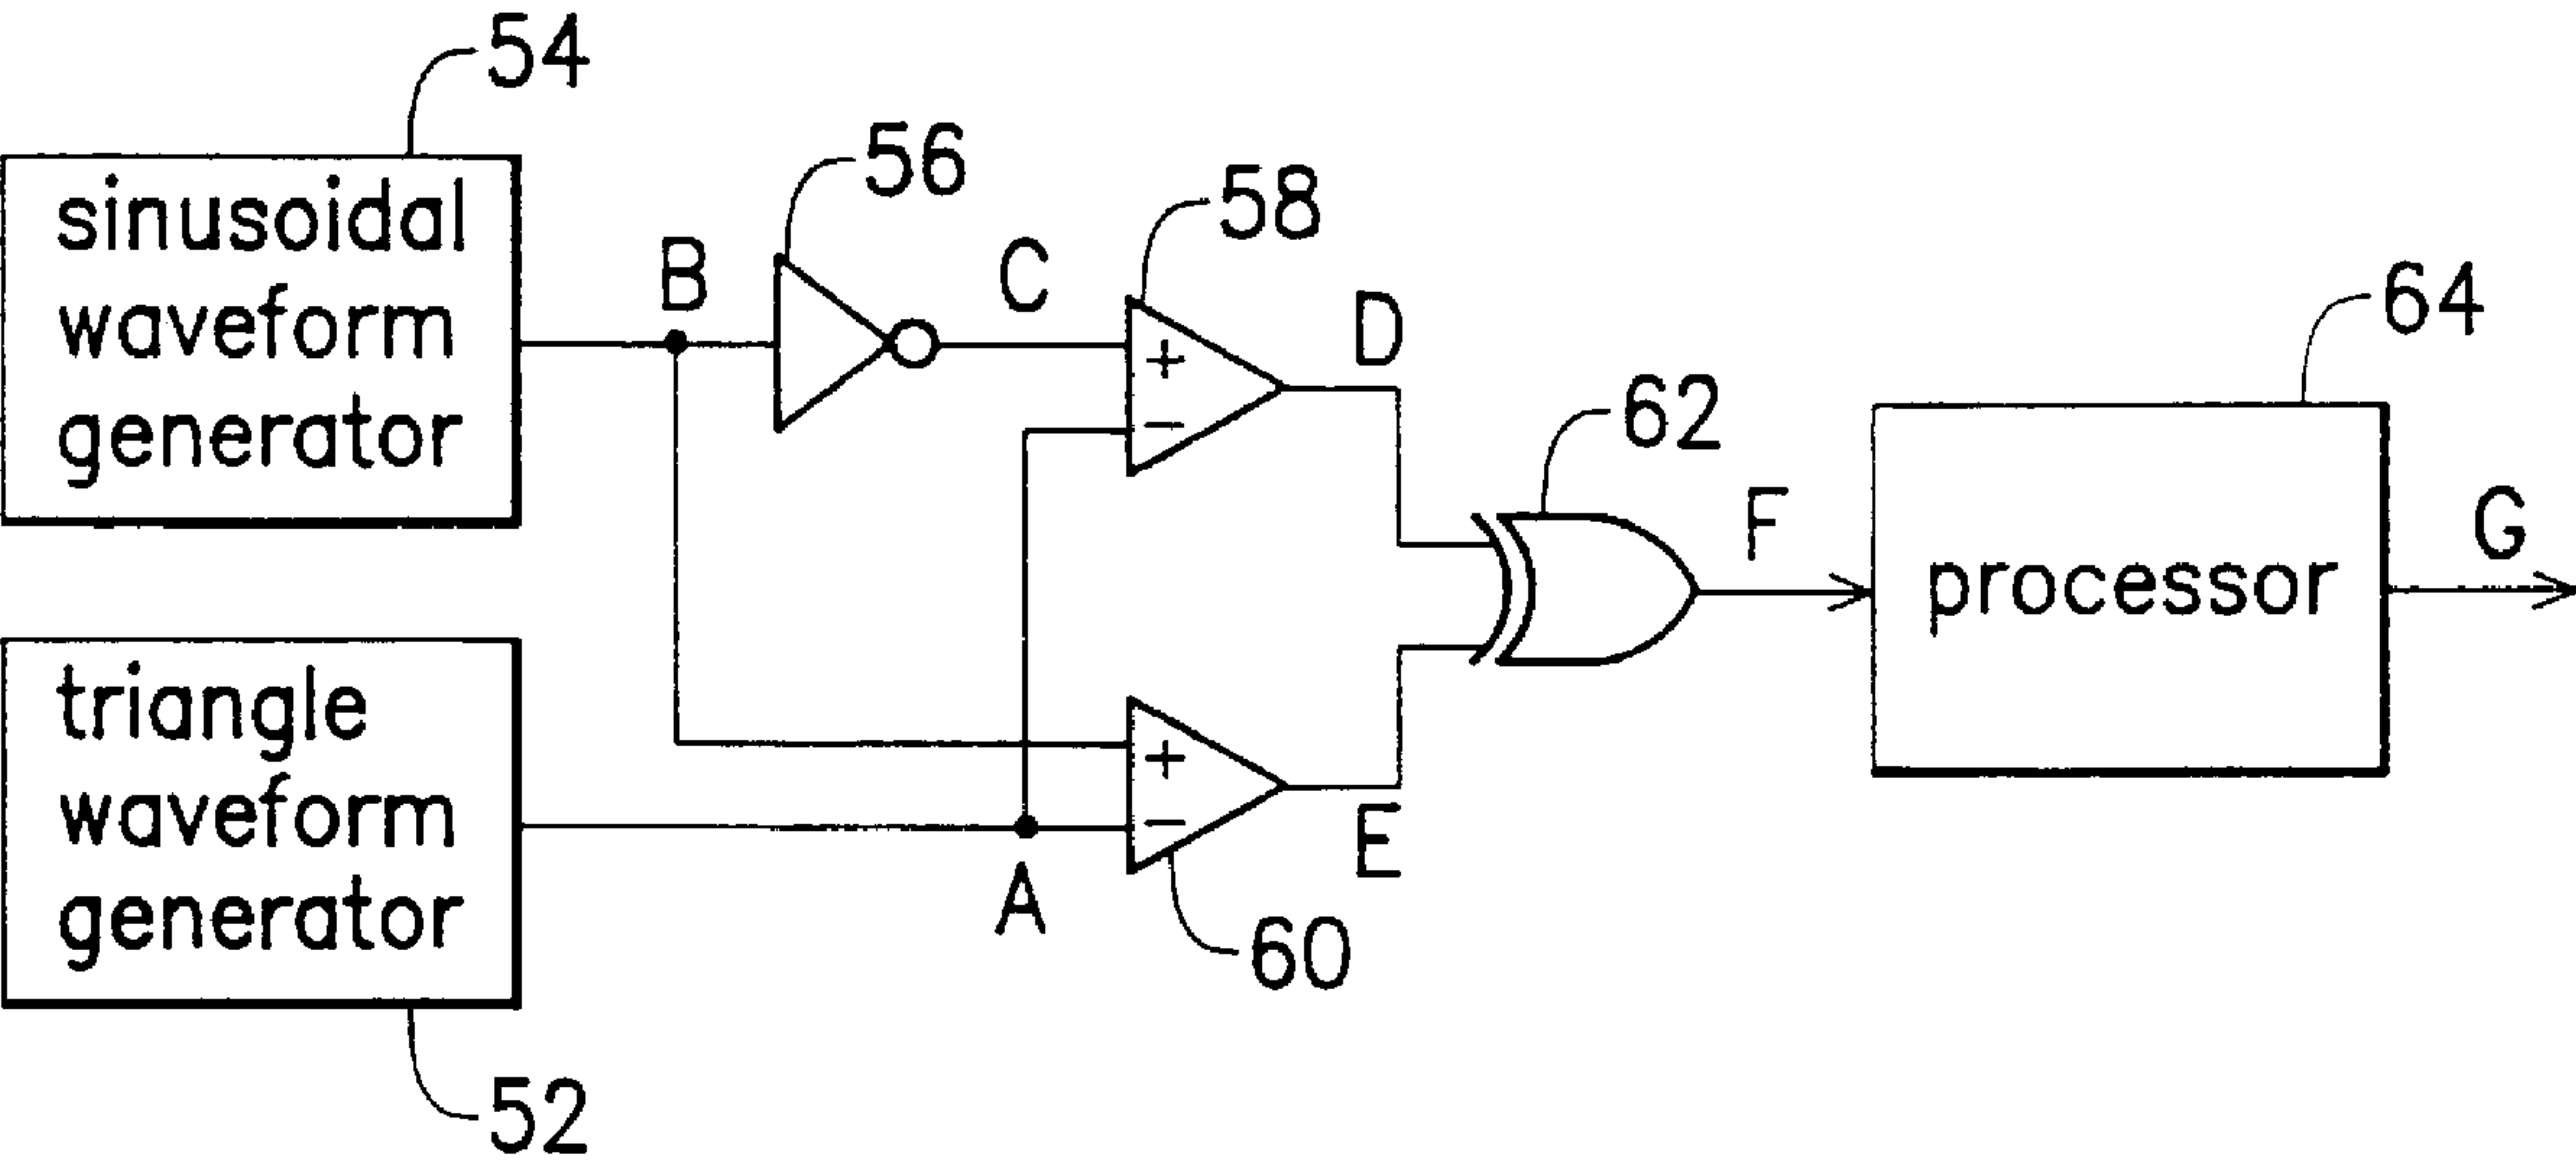 54
sinusoidal
waveform
generator
B
56
C
58
+
−
D
62
F
64
processor
G
triangle
waveform
generator
A
+
−
E
60
52